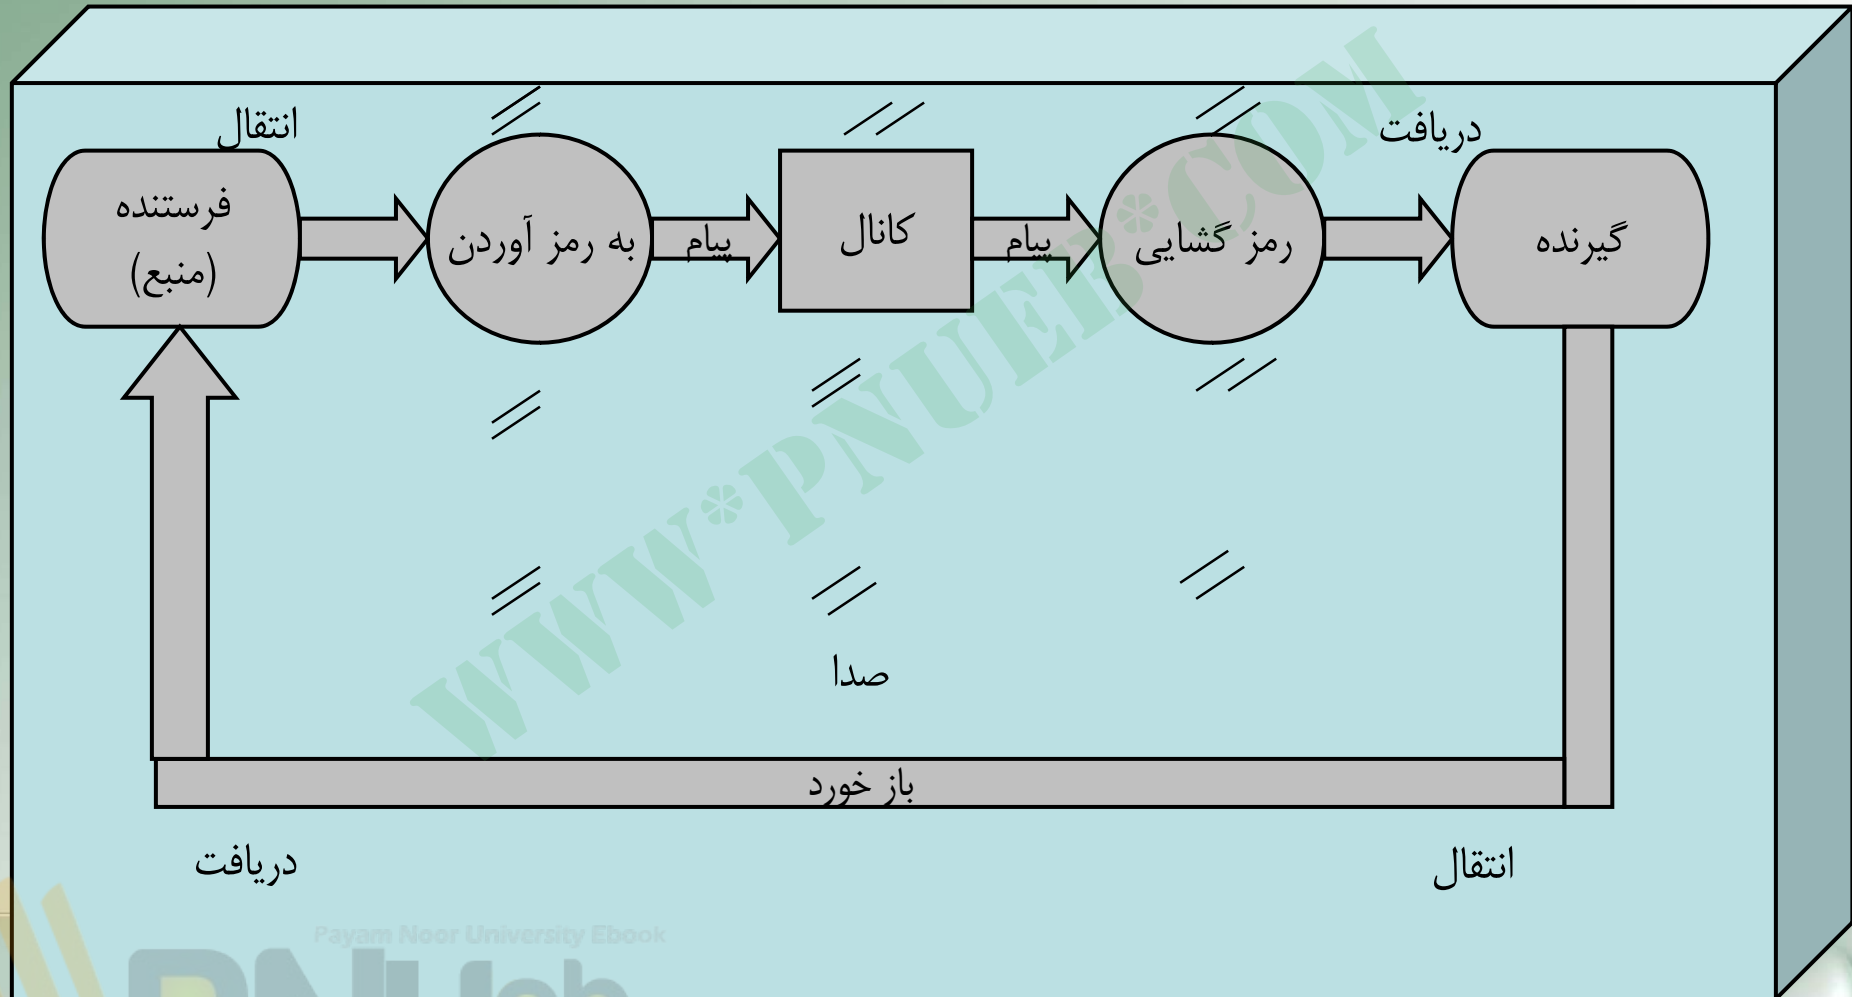 انتقال
دریافت
فرستنده
(منبع)
به رمز آوردن
پیام
کانال
پیام
رمز گشایی
گیرنده
صدا
باز خورد
دریافت
انتقال
WWW*PNUEB*COM
Payam Noor University Ebook
PNUeb